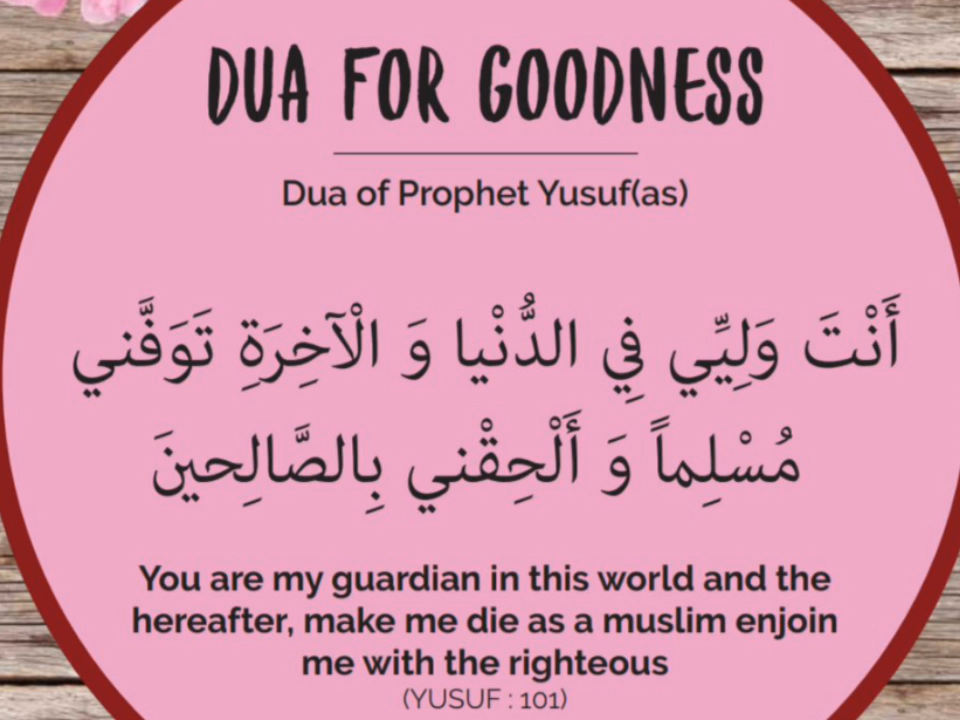 DUA FOR GOODNESS
Dua of Prophet Yusuf(as)
أَنْتَ وَلِيِّي فِي الدُّنْيا وَ الْآخِرَةِ تَوَفَّني
مُسْلِماً وَ أَلْحِقْني بِالصَّالِحينَ
You are my guardian in this world and the
hereafter, make me die as a muslim enjoin
me with the righteous
(YUSUF : 101)